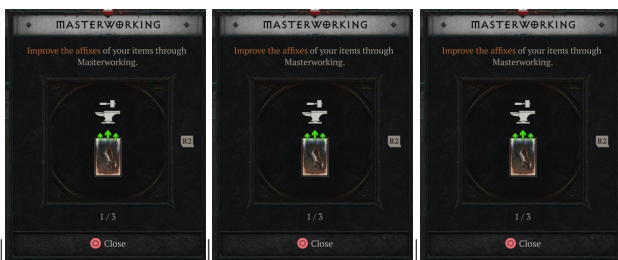 MASTERWORKING
Improve the affixes of your items through
Masterworking.
R2
1 / 3
Close
MASTERWORKING
Improve the affixes of your items through
Masterworking.
R2
1 / 3
Close
MASTERWORKING
Improve the affixes of your items through
Masterworking.
R2
1 / 3
Close